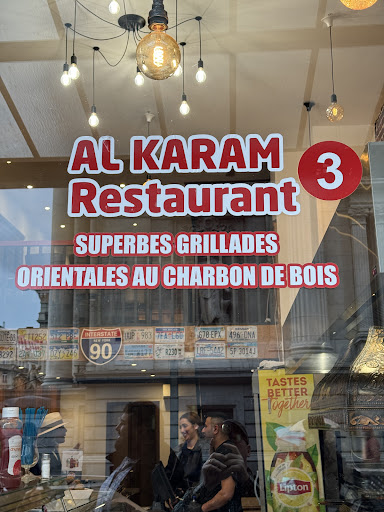 AL KARAM
Restaurant
3
SUPERBES GRILLADES
ORIENTALES AU CHARBON DE BOIS
INTERSTATE
90
TASTES
BETTER
Together
Lipton